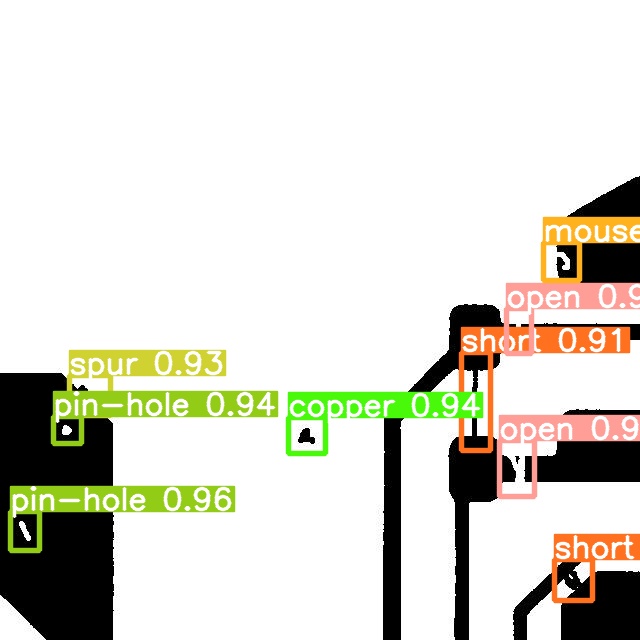 mouse
open 0.9
short 0.91
spur 0.93
pin-hole 0.94
copper 0.94
open 0.9
pin-hole 0.96
short